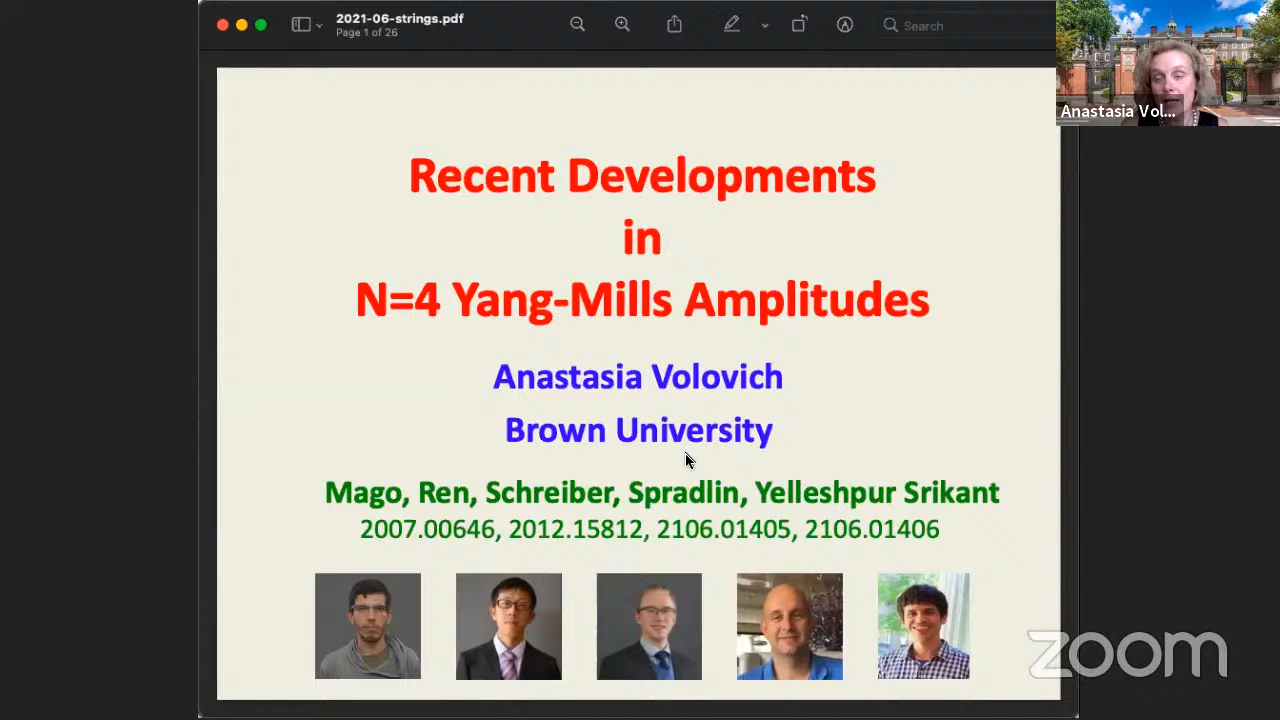 2021-06-strings.pdf
Page 1 of 26
Search
Anastasia Vol...
Recent Developments
in
N=4 Yang-Mills Amplitudes
Anastasia Volovich
Brown University
Mago, Ren, Schreiber, Spradlin, Yelleshpur Srikant
2007.00646, 2012.15812, 2106.01405, 2106.01406
zoom